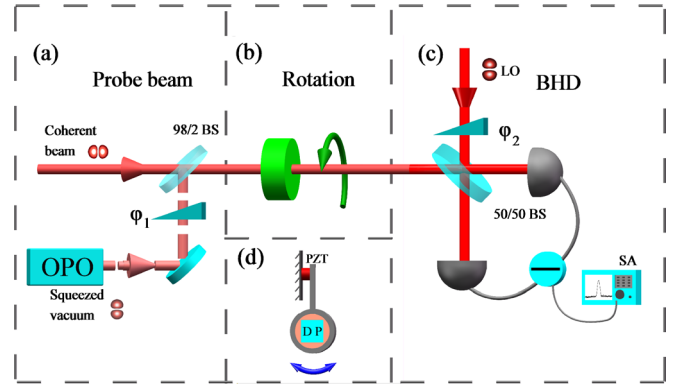 (a)
Probe beam
Coherent
beam
98/2 BS
φ1
OPO
Squeezed
vacuum
(b)
Rotation
(d)
PZT
D P
(c)
LO
BHD
φ2
50/50 BS
SA